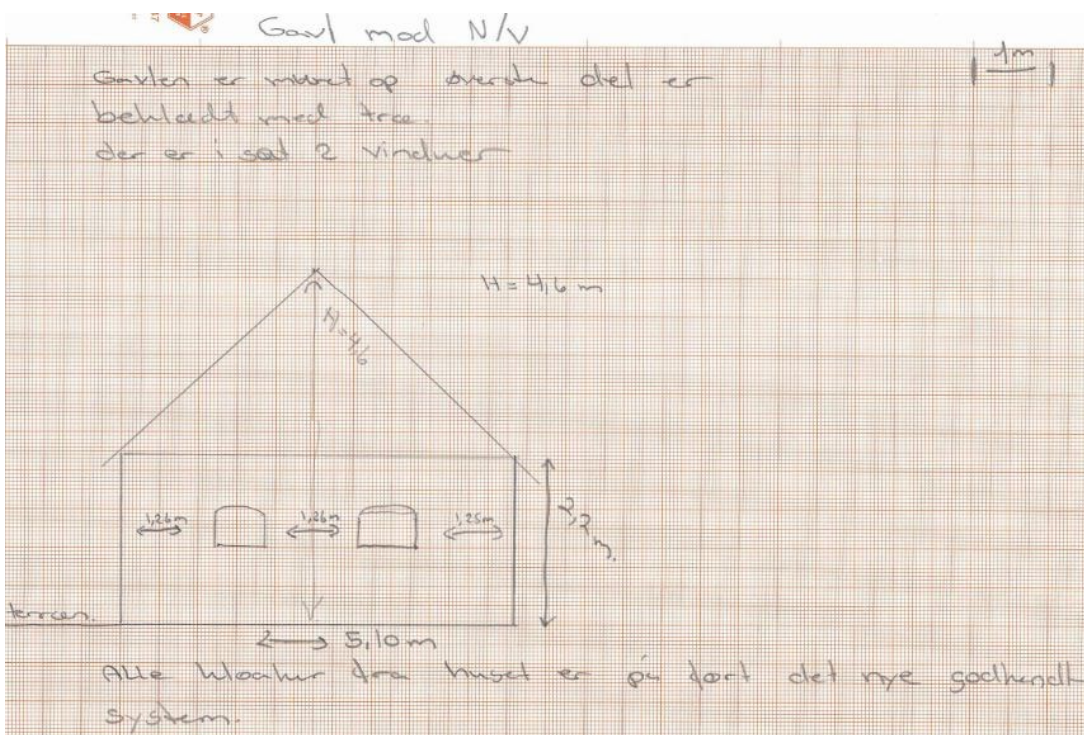 Gavl mod N/V
1m
Gavlen er muret op øverste del er
beklædt med træ.
der er i sat 2 vinduer
H = 4,6 m
H=4,6
1,26m
1,26m
1,25m
2,2 m.
terræn.
5,10m
Alle kloakker fra huset er på ført det nye godkendt
system.